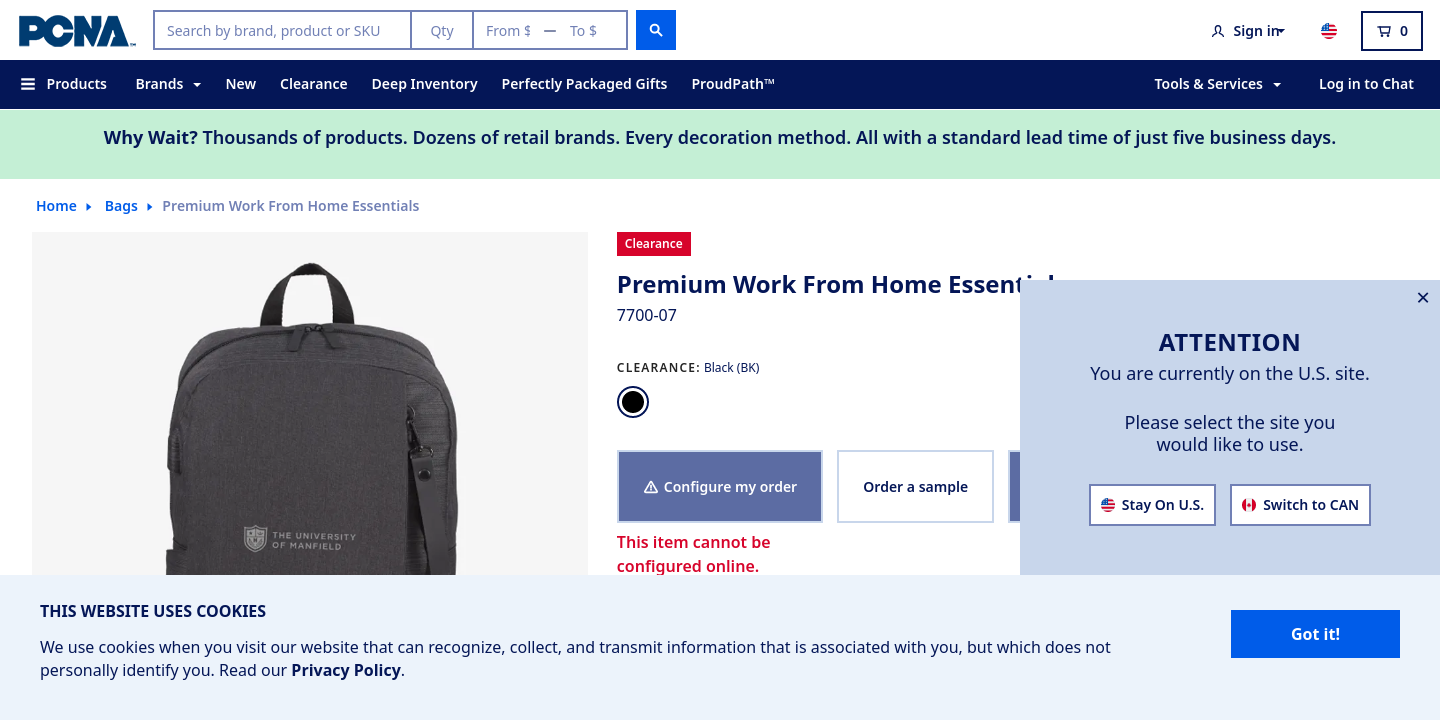 PCNA™
Search by brand, product or SKU
Qty
From $ — To $
Sign in
0
Products
Brands
New
Clearance
Deep Inventory
Perfectly Packaged Gifts
ProudPath™
Tools & Services
Log in to Chat
Why Wait? Thousands of products. Dozens of retail brands. Every decoration method. All with a standard lead time of just five business days.
Home
Bags
Premium Work From Home Essentials
THE UNIVERSITY
OF MANFIELD
Clearance
Premium Work From Home Essential
7700-07
CLEARANCE: Black (BK)
Configure my order
Order a sample
This item cannot be
configured online.
✕
ATTENTION
You are currently on the U.S. site.
Please select the site you
would like to use.
Stay On U.S.
Switch to CAN
THIS WEBSITE USES COOKIES
We use cookies when you visit our website that can recognize, collect, and transmit information that is associated with you, but which does not
personally identify you. Read our Privacy Policy.
Got it!